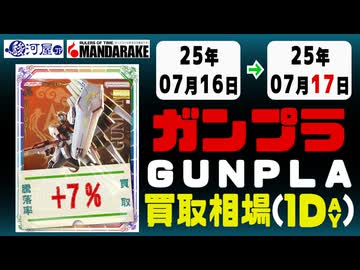 駿河屋
RULERS OF TIME
MANDARAKE
25年
07月16日
25年
07月17日
ガンプラ
GUNPLA
買取相場(1DAY)
騰落率
+7%
買取